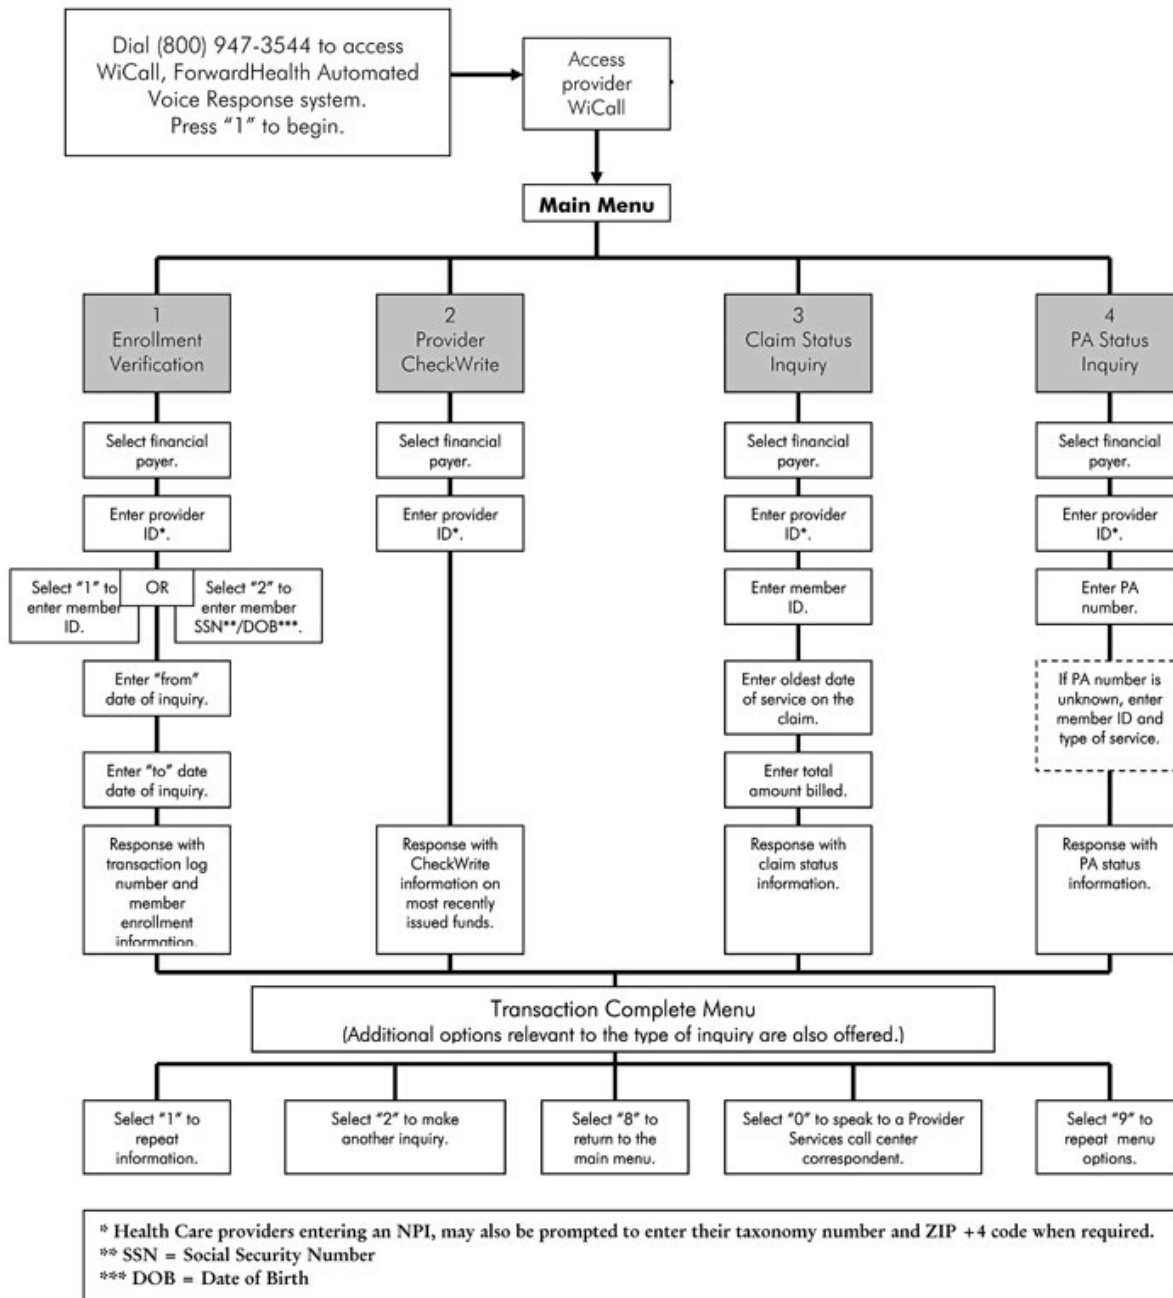 Dial (800) 947-3544 to access
WiCall, ForwardHealth Automated
Voice Response system.
Press “1” to begin.
Access
provider
WiCall
Main Menu
1
Enrollment
Verification
2
Provider
CheckWrite
3
Claim Status
Inquiry
4
PA Status
Inquiry
Select financial
payer.
Select financial
payer.
Select financial
payer.
Select financial
payer.
Enter provider
ID*.
Enter provider
ID*.
Enter provider
ID*.
Enter provider
ID*.
Select “1” to
enter member
ID.
OR
Select “2” to
enter member
SSN**/DOB***.
Enter member
ID.
Enter PA
number.
Enter “from”
date of inquiry.
Enter oldest date
of service on the
claim.
If PA number is
unknown, enter
member ID and
type of service.
Enter “to” date
date of inquiry.
Enter total
amount billed.
Response with
transaction log
number and
member
enrollment
information.
Response with
CheckWrite
information on
most recently
issued funds.
Response with
claim status
information.
Response with
PA status
information.
Transaction Complete Menu
(Additional options relevant to the type of inquiry are also offered.)
Select “1” to
repeat
information.
Select “2” to make
another inquiry.
Select “8” to
return to the
main menu.
Select “0” to speak to a Provider
Services call center
correspondent.
Select “9” to
repeat menu
options.
* Health Care providers entering an NPI, may also be prompted to enter their taxonomy number and ZIP +4 code when required.
** SSN = Social Security Number
*** DOB = Date of Birth